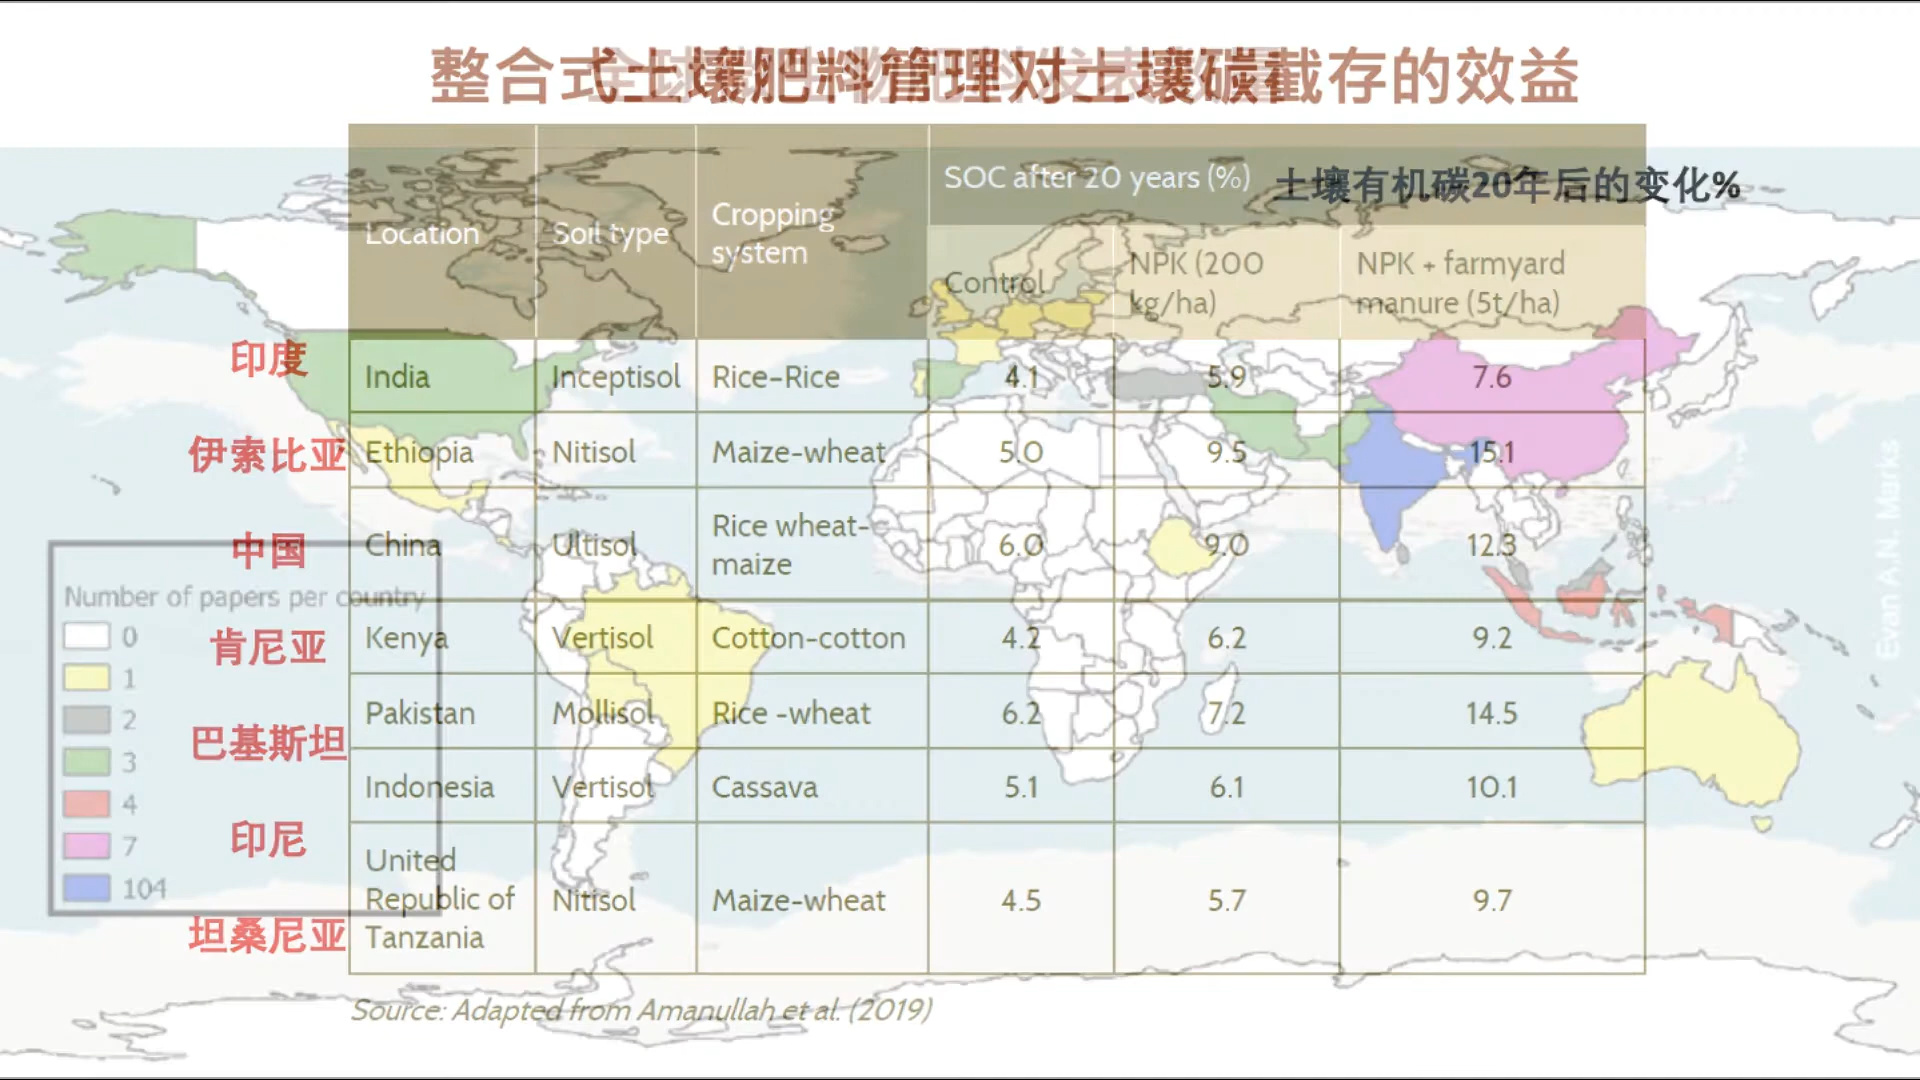 整合式土壤肥料管理对土壤碳截存的效益
Location
Soil type
Cropping
system
SOC after 20 years (%)
土壤有机碳20年后的变化%
Control
NPK (200
kg/ha)
NPK + farmyard
manure (5t/ha)
印度
India
Inceptisol
Rice-Rice
4.1
5.9
7.6
伊索比亚
Ethiopia
Nitisol
Maize-wheat
5.0
9.5
15.1
中国
China
Ultisol
Rice wheat-
maize
6.0
9.0
12.3
肯尼亚
Kenya
Vertisol
Cotton-cotton
4.2
6.2
9.2
巴基斯坦
Pakistan
Mollisol
Rice -wheat
6.2
7.2
14.5
印尼
Indonesia
Vertisol
Cassava
5.1
6.1
10.1
坦桑尼亚
United
Republic of
Tanzania
Nitisol
Maize-wheat
4.5
5.7
9.7
Source: Adapted from Amanullah et al. (2019)
Number of papers per country
0
1
2
3
4
7
104
Evan A.N. Marks